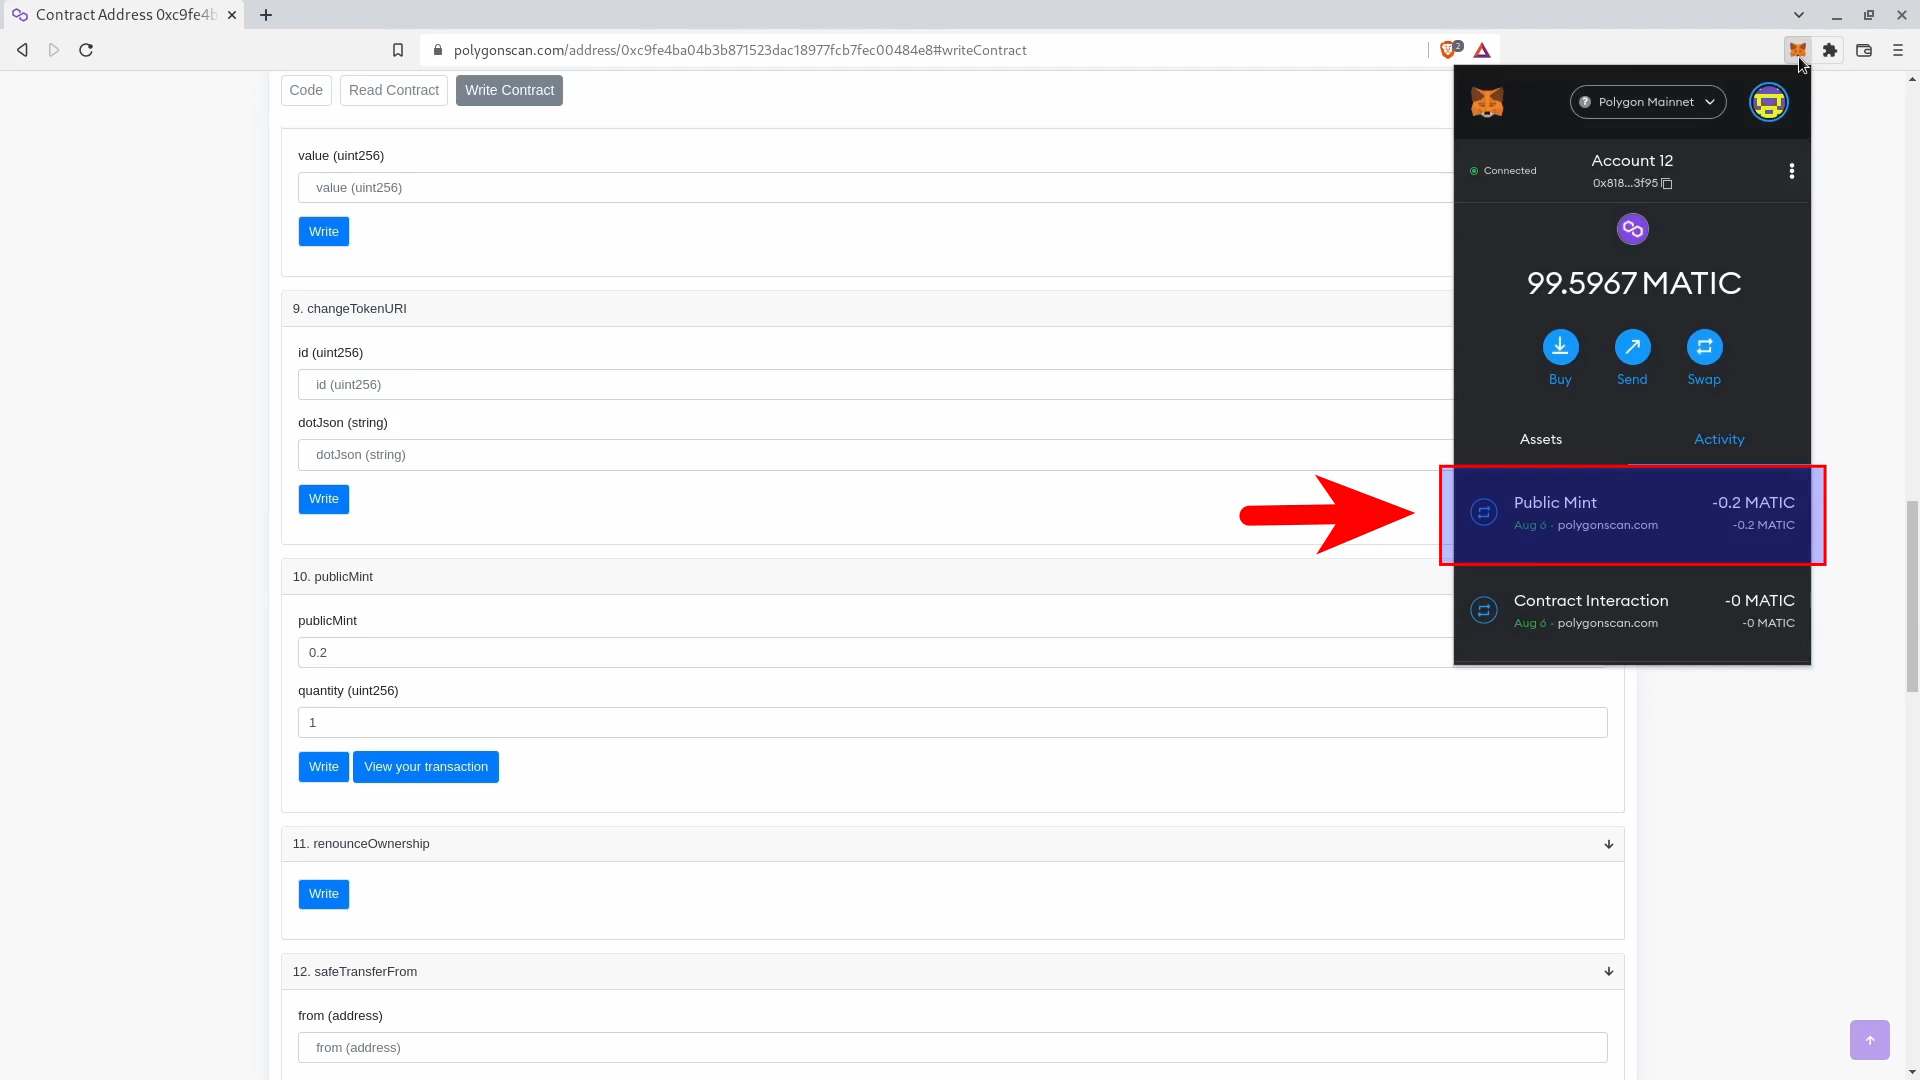 Contract Address 0xc9fe4b
polygonscan.com/address/0xc9fe4ba04b3b871523dac18977fcb7fec00484e8#writeContract
2
Code
Read Contract
Write Contract
value (uint256)
value (uint256)
Write
9. changeTokenURI
id (uint256)
id (uint256)
dotJson (string)
dotJson (string)
Write
10. publicMint
publicMint
0.2
quantity (uint256)
1
Write
View your transaction
11. renounceOwnership
Write
12. safeTransferFrom
from (address)
from (address)
? Polygon Mainnet
Connected
Account 12
0x818...3f95
99.5967 MATIC
Buy
Send
Swap
Assets
Activity
Public Mint
-0.2 MATIC
Aug 6 · polygonscan.com
-0.2 MATIC
Contract Interaction
-0 MATIC
Aug 6 · polygonscan.com
-0 MATIC